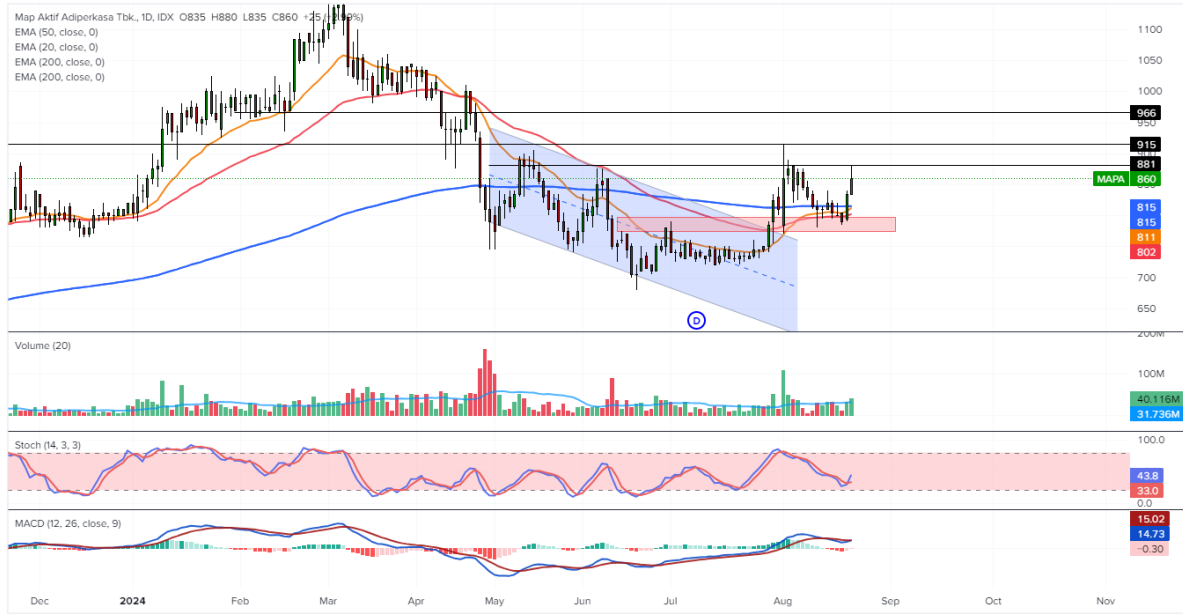 Map Aktif Adiperkasa Tbk., 1D, IDX O835 H880 L835 C860 +25 (+2.99%)
EMA (50, close, 0)
EMA (20, close, 0)
EMA (200, close, 0)
EMA (200, close, 0)
1100
1050
1000
966
950
915
900
881
MAPA 860
815
815
811
802
700
650
D
Volume (20)
200M
100M
40.116M
31.736M
Stoch (14, 3, 3)
100.0
43.8
33.0
0.0
MACD (12, 26, close, 9)
15.02
14.73
−0.30
Dec 2024 Feb Mar Apr May Jun Jul Aug Sep Oct Nov